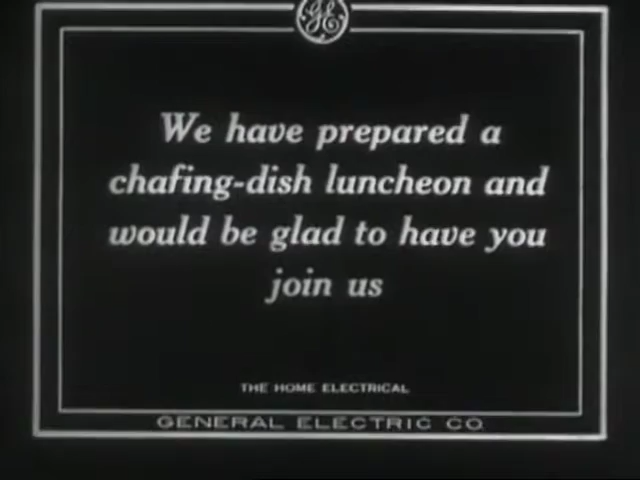 GE
We have prepared a
chafing-dish luncheon and
would be glad to have you
join us
THE HOME ELECTRICAL
GENERAL ELECTRIC CO.